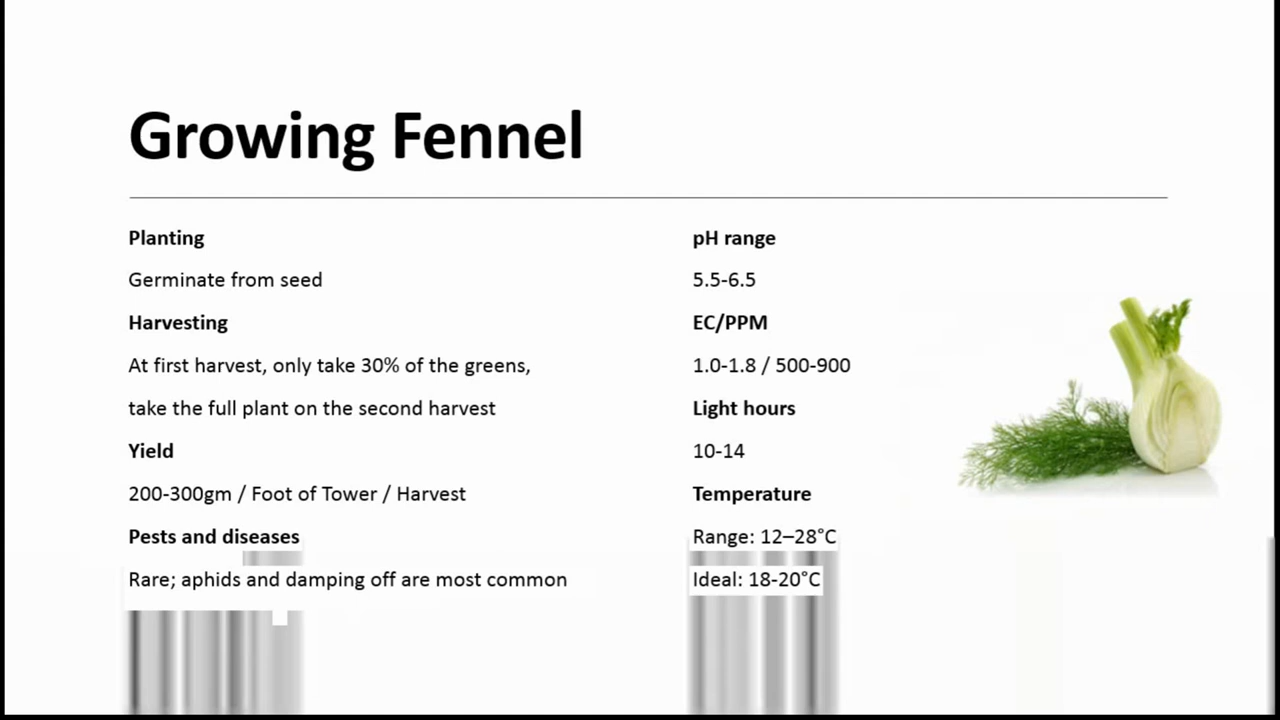 Growing Fennel
Planting
Germinate from seed
Harvesting
At first harvest, only take 30% of the greens,
take the full plant on the second harvest
Yield
200-300gm / Foot of Tower / Harvest
Pests and diseases
Rare; aphids and damping off are most common
pH range
5.5-6.5
EC/PPM
1.0-1.8 / 500-900
Light hours
10-14
Temperature
Range: 12–28°C
Ideal: 18-20°C